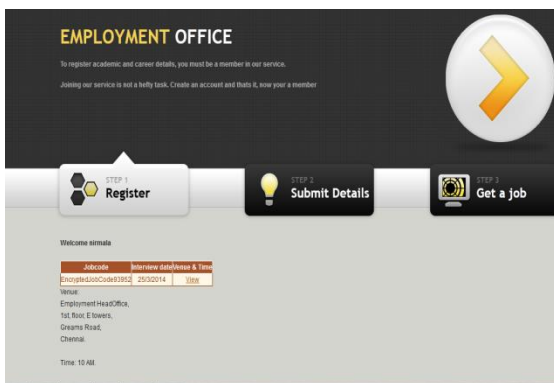 EMPLOYMENT OFFICE
To register academic and career details, you must be a member in our service.
Joining our service is not a hefty task. Create an account and thats it, now your a member
STEP 1
Register
STEP 2
Submit Details
STEP 3
Get a job
Welcome nirmala
Jobcode Interview date Venue & Time
EncryptedJobCode83952 25/3/2014 View
Venue:
Employment HeadOffice,
1st, floor, E towers,
Greams Road,
Chennai.
Time: 10 AM.